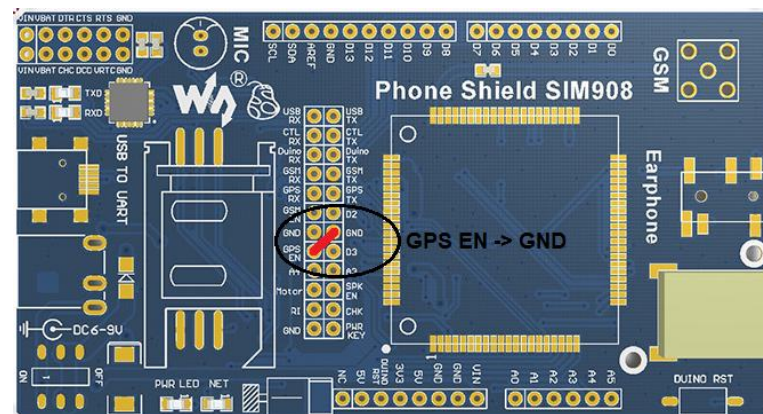 VIN VBAT DTR CTS RTS GND
VIN VBAT CHC DCC VRTC GND
TXD
RXD
USB TO UART
MIC
®
SCL SDA AREF GND D13 D12 D11 D10 D9 D8
D7 D6 D5 D4 D3 D2 D1 D0
GSM
Phone Shield SIM908
USB RX USB TX
CTL RX CTL TX
Duino RX Duino TX
GSM RX GSM TX
GPS RX GPS TX
GSM EN D2
GND GND
GPS EN D3
GPS EN -> GND
Motor SPK EN
RI CHK
GND PWR KEY
Earphone
DC6-9V
ON 1 OFF
PWR LED NET
NC 5V DUINO RST 3V3 5V GND GND VIN
1
A0 A1 A2 A3 A4 A5
DUINO RST